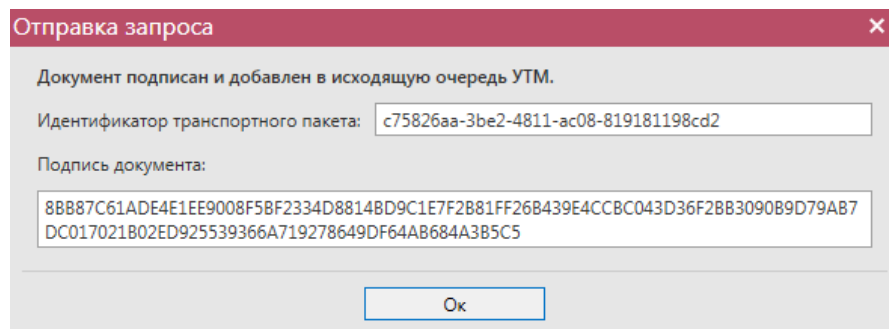 Отправка запроса
Документ подписан и добавлен в исходящую очередь УТМ.
Идентификатор транспортного пакета: c75826aa-3be2-4811-ac08-819181198cd2
Подпись документа:
8BB87C61ADE4E1EE9008F5BF2334D8814BD9C1E7F2B81FF26B439E4CCBC043D36F2BB3090B9D79AB7
DC017021B02ED925539366A719278649DF64AB684A3B5C5
Ок